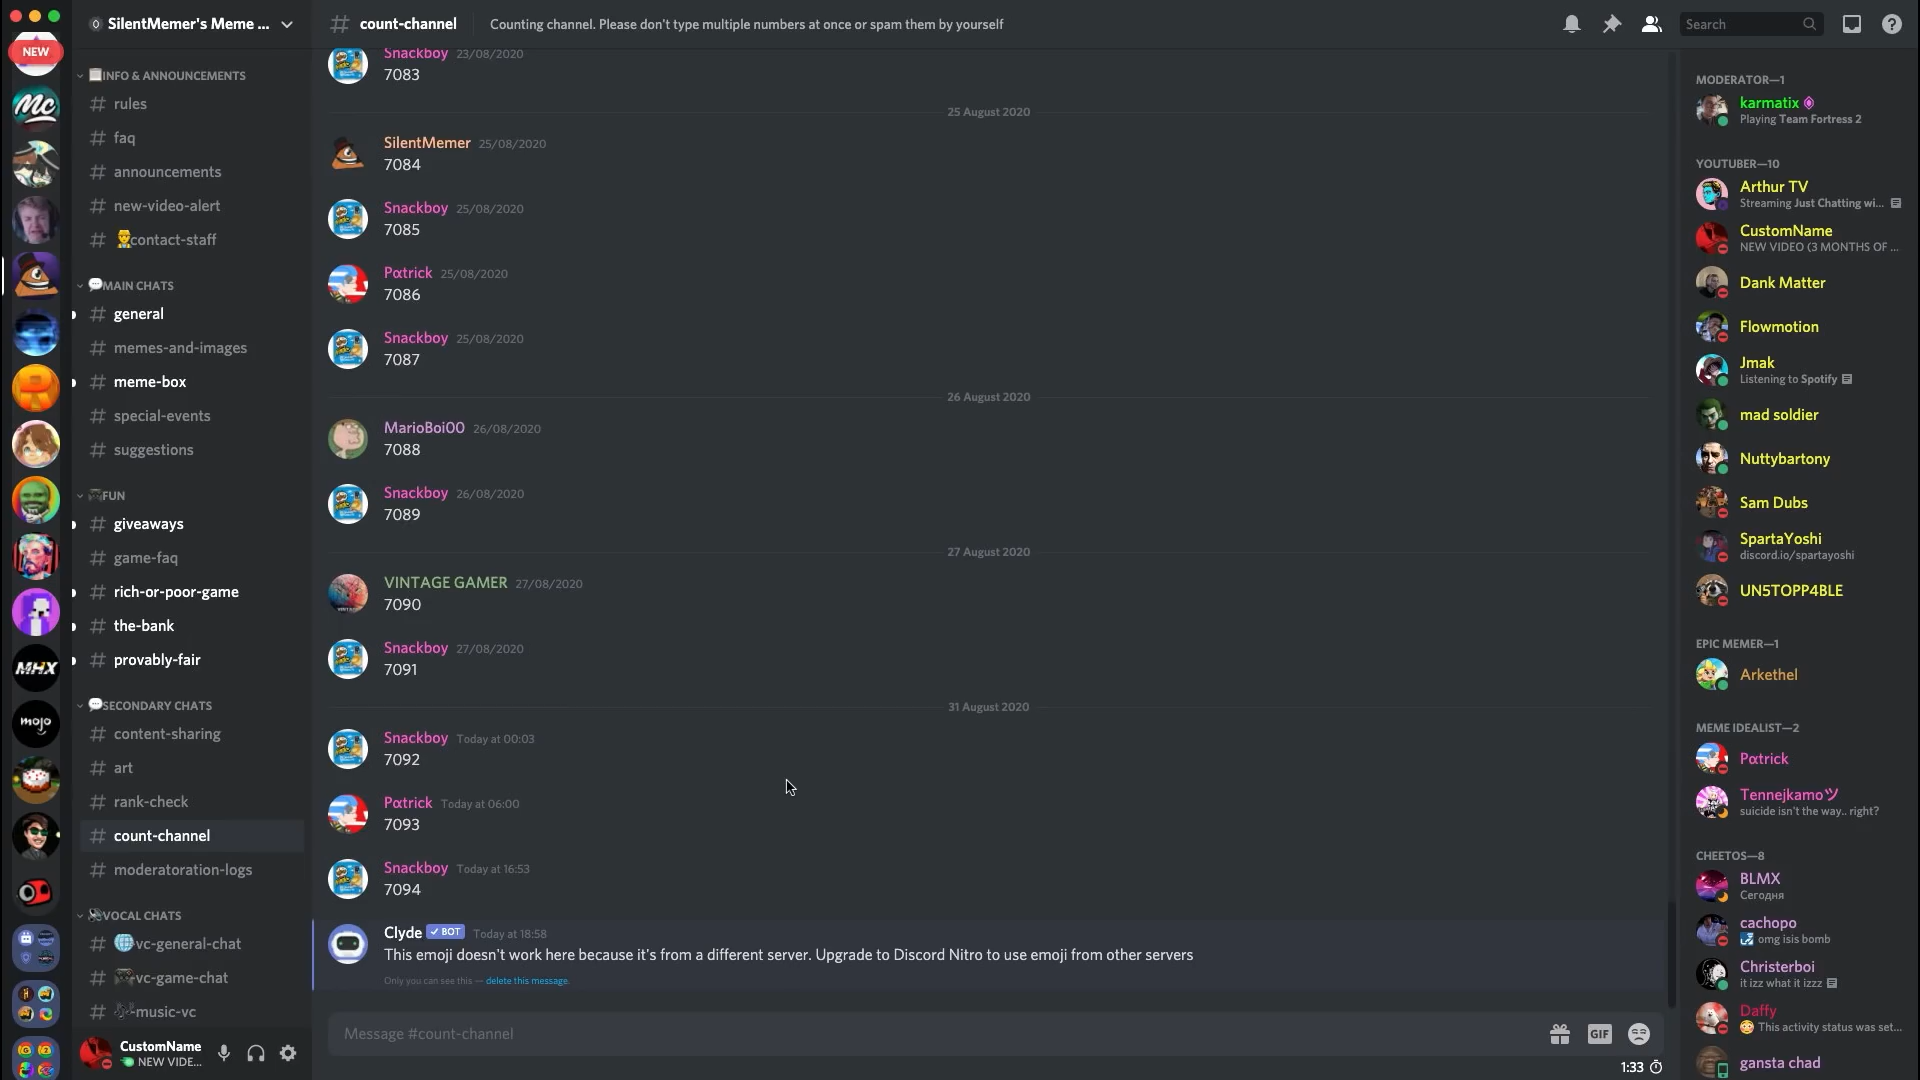 NEW
Mc
MHX
mojo
SilentMemer's Meme ...
INFO & ANNOUNCEMENTS
# rules
# faq
# announcements
# new-video-alert
# contact-staff
MAIN CHATS
# general
# memes-and-images
# meme-box
# special-events
# suggestions
FUN
# giveaways
# game-faq
# rich-or-poor-game
# the-bank
# provably-fair
SECONDARY CHATS
# content-sharing
# art
# rank-check
# count-channel
# moderatoration-logs
VOCAL CHATS
# vc-general-chat
# vc-game-chat
# music-vc
CustomName
NEW VIDE...
# count-channel
Counting channel. Please don't type multiple numbers at once or spam them by yourself
Search
Snackboy 23/08/2020
7083
25 August 2020
SilentMemer 25/08/2020
7084
Snackboy 25/08/2020
7085
Pαtrick 25/08/2020
7086
Snackboy 25/08/2020
7087
26 August 2020
MarioBoi00 26/08/2020
7088
Snackboy 26/08/2020
7089
27 August 2020
VINTAGE GAMER 27/08/2020
7090
Snackboy 27/08/2020
7091
31 August 2020
Snackboy Today at 00:03
7092
Pαtrick Today at 06:00
7093
Snackboy Today at 16:53
7094
Clyde ✓ BOT Today at 18:58
This emoji doesn't work here because it's from a different server. Upgrade to Discord Nitro to use emoji from other servers
Only you can see this — delete this message.
Message #count-channel
GIF
1:33
MODERATOR—1
karmatix
Playing Team Fortress 2
YOUTUBER—10
Arthur TV
Streaming Just Chatting wi...
CustomName
NEW VIDEO (3 MONTHS OF ...
Dank Matter
Flowmotion
Jmak
Listening to Spotify
mad soldier
Nuttybartony
Sam Dubs
SpartaYoshi
discord.io/spartayoshi
UN5TOPP4BLE
EPIC MEMER—1
Arkethel
MEME IDEALIST—2
Pαtrick
Tennejkamoツ
suicide isn't the way.. right?
CHEETOS—8
BLMX
Сегодня
cachopo
omg isis bomb
Christerboi
it izz what it izzz
Daffy
This activity status was set...
gansta chad